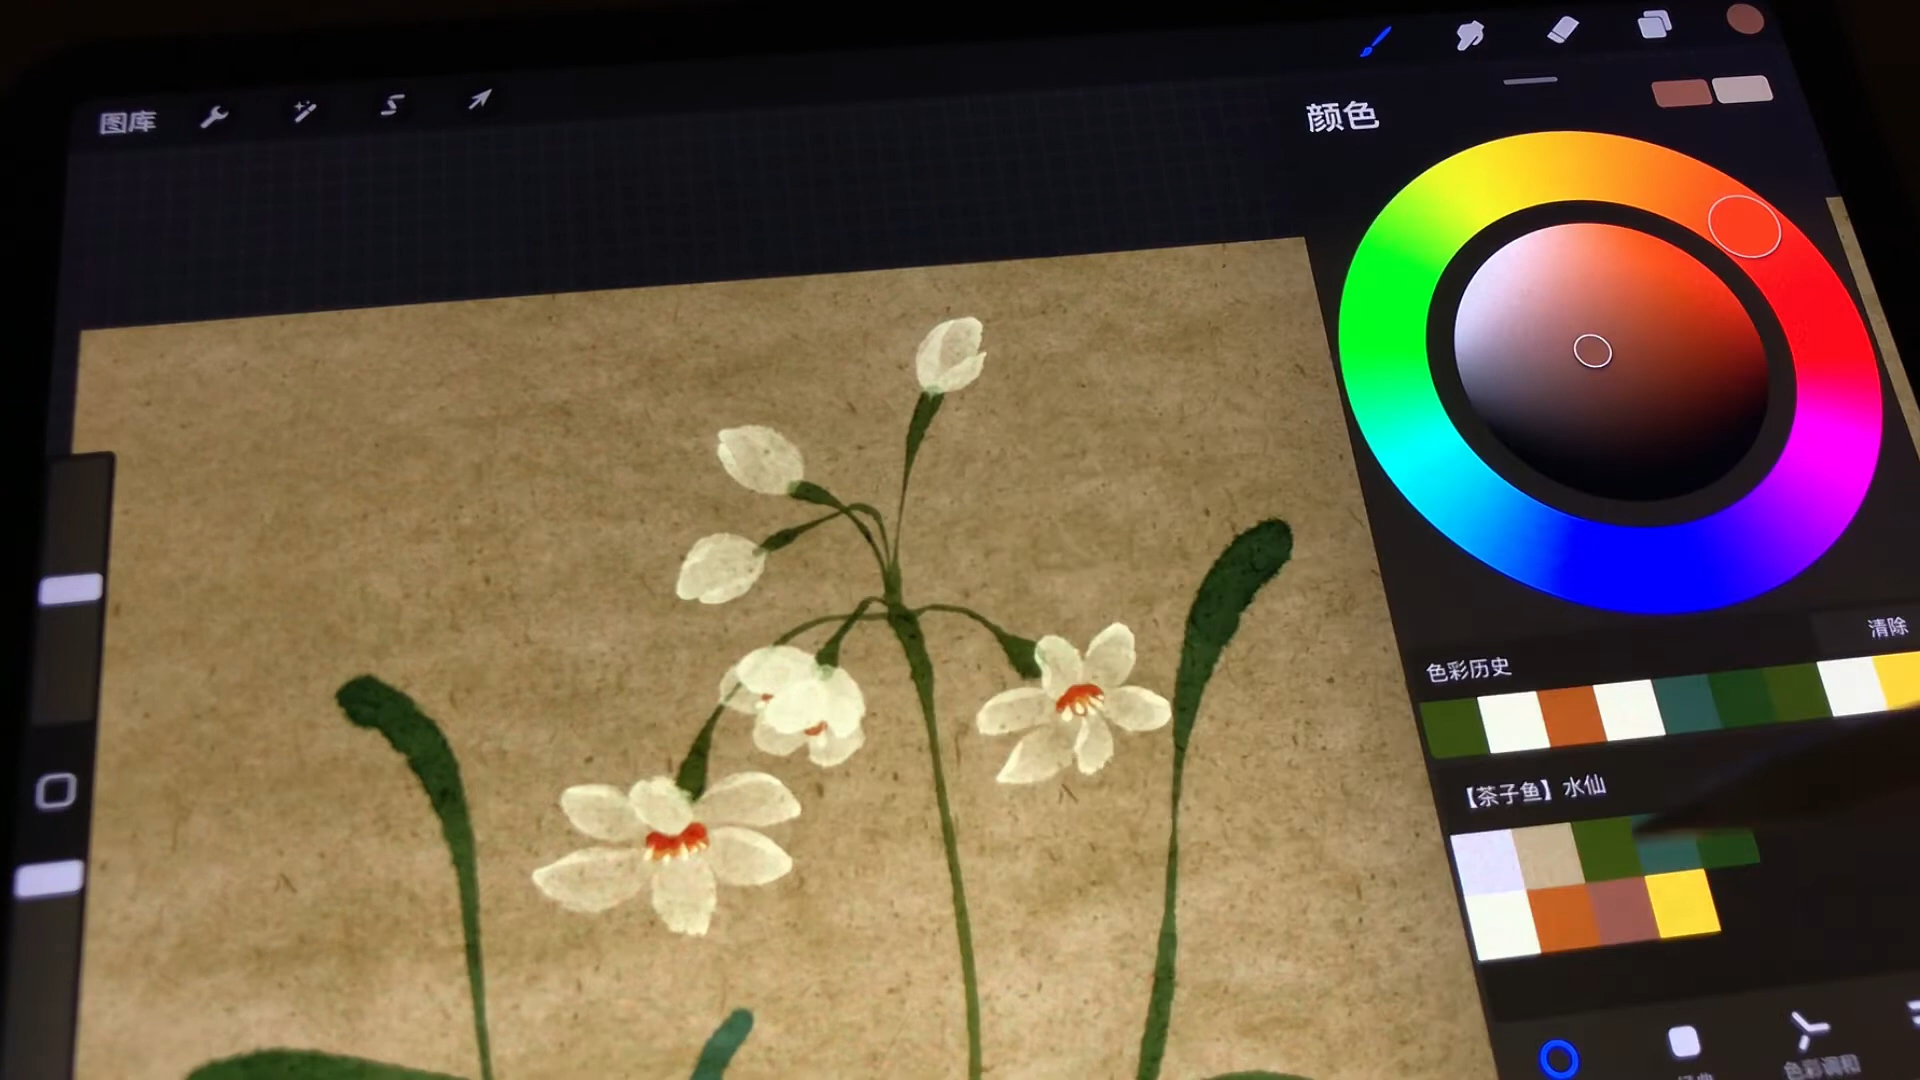 图库
颜色
清除
色彩历史
【茶子鱼】水仙
色彩调和